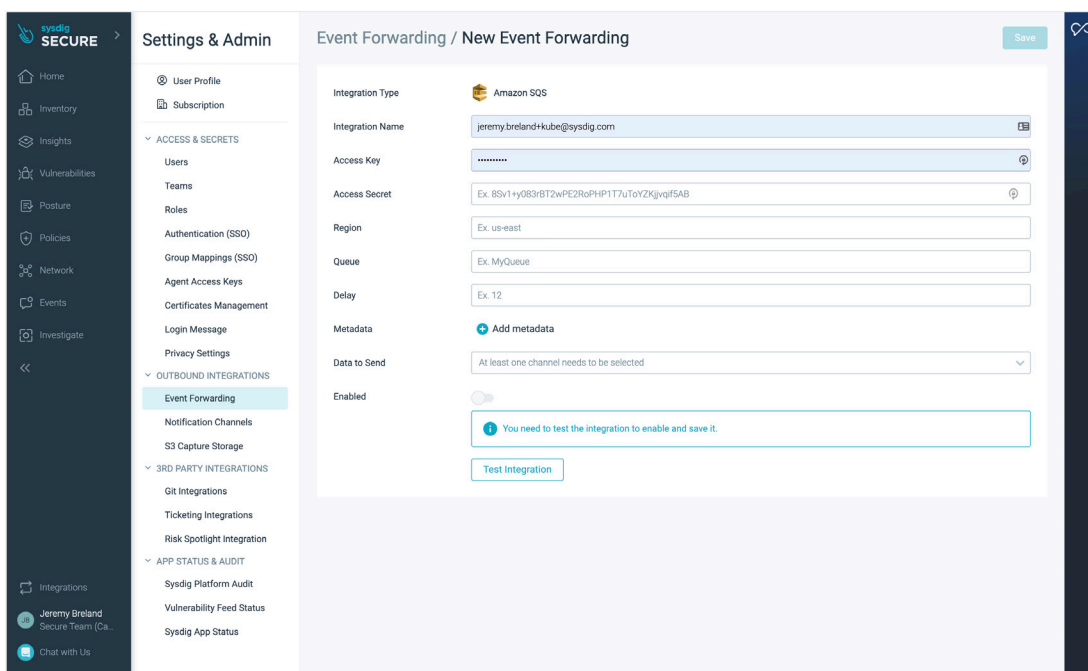 sysdig
SECURE
Home
Inventory
Insights
Vulnerabilities
Posture
Policies
Network
Events
Investigate
Integrations
JB
Jeremy Breland
Secure Team (Ca...
Chat with Us
Settings & Admin
User Profile
Subscription
ACCESS & SECRETS
Users
Teams
Roles
Authentication (SSO)
Group Mappings (SSO)
Agent Access Keys
Certificates Management
Login Message
Privacy Settings
OUTBOUND INTEGRATIONS
Event Forwarding
Notification Channels
S3 Capture Storage
3RD PARTY INTEGRATIONS
Git Integrations
Ticketing Integrations
Risk Spotlight Integration
APP STATUS & AUDIT
Sysdig Platform Audit
Vulnerability Feed Status
Sysdig App Status
Event Forwarding / New Event Forwarding
Save
Integration Type Amazon SQS
Integration Name jeremy.breland+kube@sysdig.com
Access Key ••••••••••
Access Secret Ex. 8Sv1+y083rBT2wPE2RoPHP1T7uToYZKjjvqif5AB
Region Ex. us-east
Queue Ex. MyQueue
Delay Ex. 12
Metadata Add metadata
Data to Send At least one channel needs to be selected
Enabled
You need to test the integration to enable and save it.
Test Integration